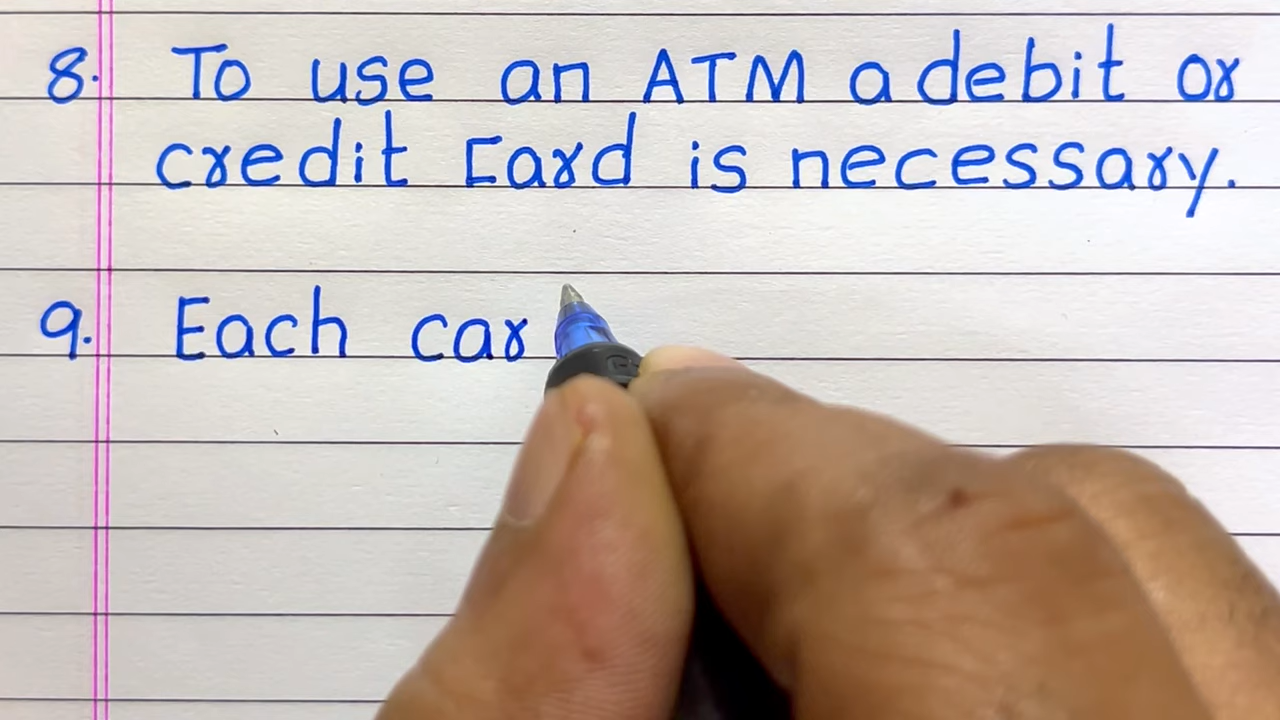 8. To use an ATM a debit or
credit card is necessary.
9. Each car